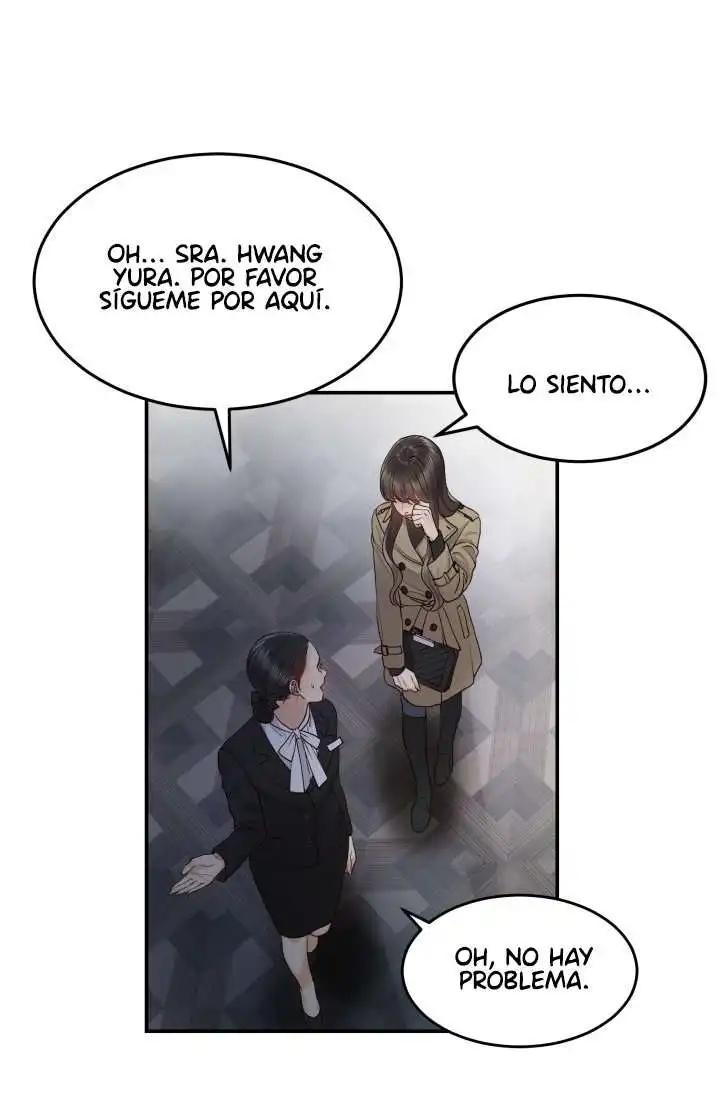 OH... SRA. HWANG
YURA. POR FAVOR
SÍGUEME POR AQUÍ.
LO SIENTO...
OH, NO HAY
PROBLEMA.